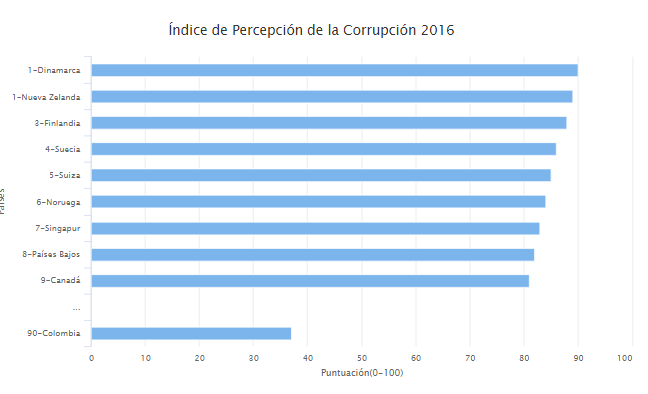 Índice de Percepción de la Corrupción 2016
1-Dinamarca
1-Nueva Zelanda
3-Finlandia
4-Suecia
5-Suiza
6-Noruega
7-Singapur
8-Países Bajos
9-Canadá
...
90-Colombia
Países
0 10 20 30 40 50 60 70 80 90 100
Puntuación(0-100)